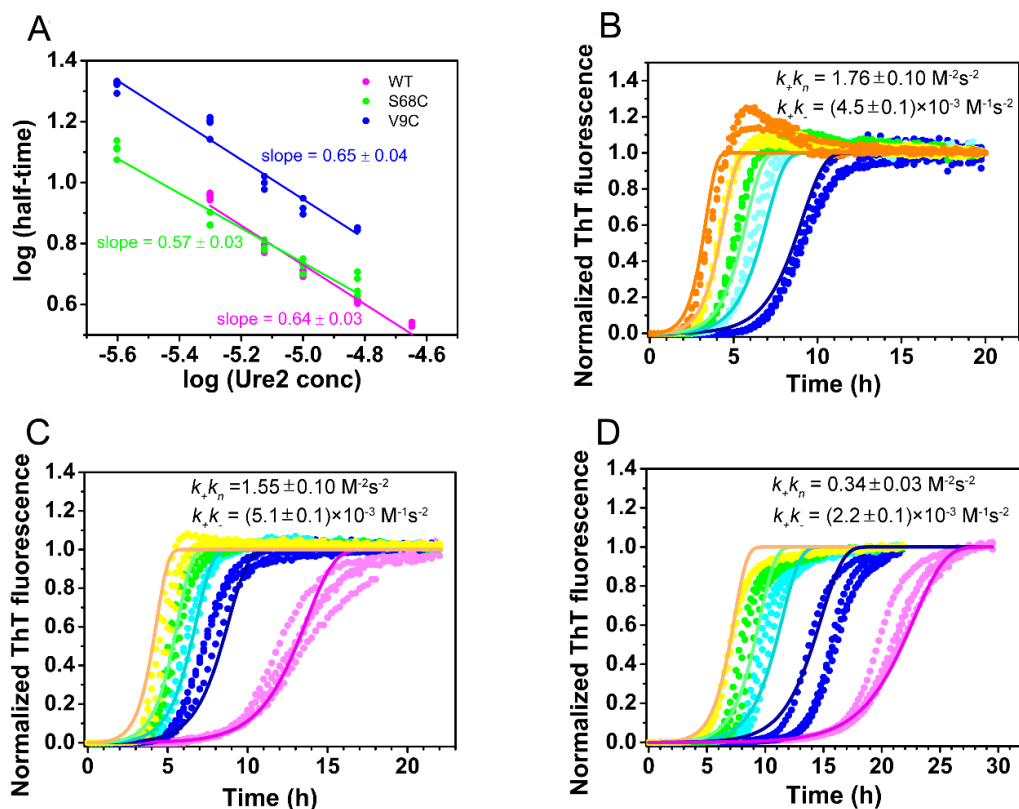 A
log (half-time)
1.4
1.2
1.0
0.8
0.6
WT
S68C
V9C
slope = 0.65 ± 0.04
slope = 0.57 ± 0.03
slope = 0.64 ± 0.03
-5.6 -5.4 -5.2 -5.0 -4.8 -4.6
log (Ure2 conc)
B
Normalized ThT fluorescence
1.4
1.2
1.0
0.8
0.6
0.4
0.2
0.0
k₊kₙ = 1.76 ± 0.10 M⁻²s⁻²
k₊k₋ = (4.5 ± 0.1)×10⁻³ M⁻¹s⁻²
0 5 10 15 20
Time (h)
C
Normalized ThT fluorescence
1.4
1.2
1.0
0.8
0.6
0.4
0.2
0.0
k₊kₙ =1.55 ± 0.10 M⁻²s⁻²
k₊k₋ = (5.1 ± 0.1)×10⁻³ M⁻¹s⁻²
0 5 10 15 20
Time (h)
D
Normalized ThT fluorescence
1.4
1.2
1.0
0.8
0.6
0.4
0.2
0.0
k₊kₙ = 0.34 ± 0.03 M⁻²s⁻²
k₊k₋ = (2.2 ± 0.1)×10⁻³ M⁻¹s⁻²
0 5 10 15 20 25 30
Time (h)